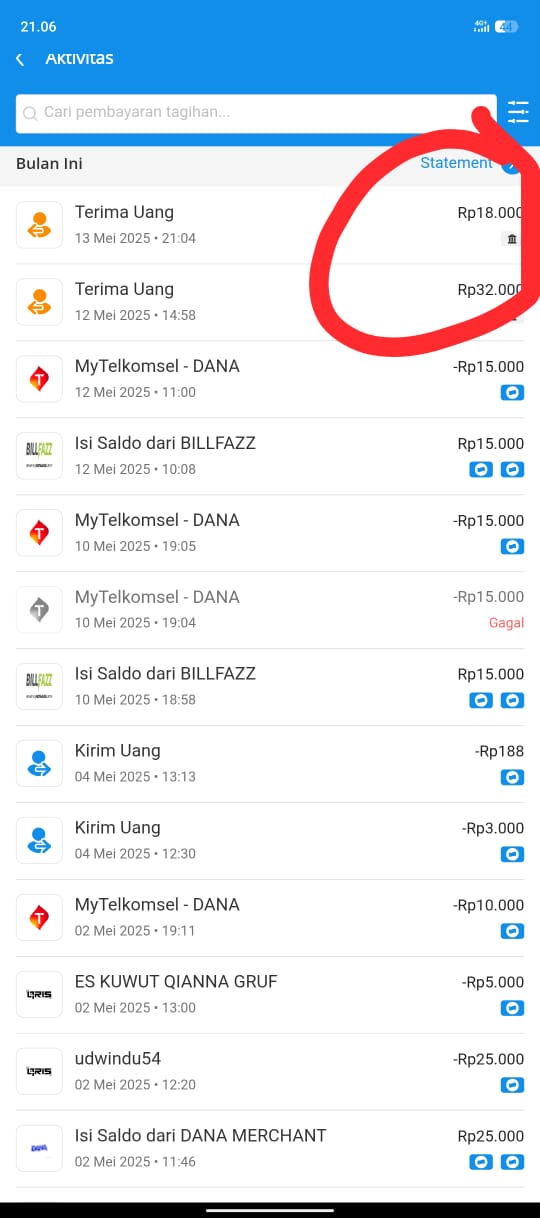 21.06
4G+
44
Aktivitas
Cari pembayaran tagihan...
Bulan Ini
Statement
Terima Uang
Rp18.000
13 Mei 2025 • 21:04
Terima Uang
Rp32.000
12 Mei 2025 • 14:58
MyTelkomsel - DANA
-Rp15.000
12 Mei 2025 • 11:00
BILLFAZZ
Isi Saldo dari BILLFAZZ
Rp15.000
12 Mei 2025 • 10:08
MyTelkomsel - DANA
-Rp15.000
10 Mei 2025 • 19:05
MyTelkomsel - DANA
-Rp15.000
10 Mei 2025 • 19:04
Gagal
BILLFAZZ
Isi Saldo dari BILLFAZZ
Rp15.000
10 Mei 2025 • 18:58
Kirim Uang
-Rp188
04 Mei 2025 • 13:13
Kirim Uang
-Rp3.000
04 Mei 2025 • 12:30
MyTelkomsel - DANA
-Rp10.000
02 Mei 2025 • 19:11
QRIS
ES KUWUT QIANNA GRUF
-Rp5.000
02 Mei 2025 • 13:00
QRIS
udwindu54
-Rp25.000
02 Mei 2025 • 12:20
DANA
Isi Saldo dari DANA MERCHANT
Rp25.000
02 Mei 2025 • 11:46